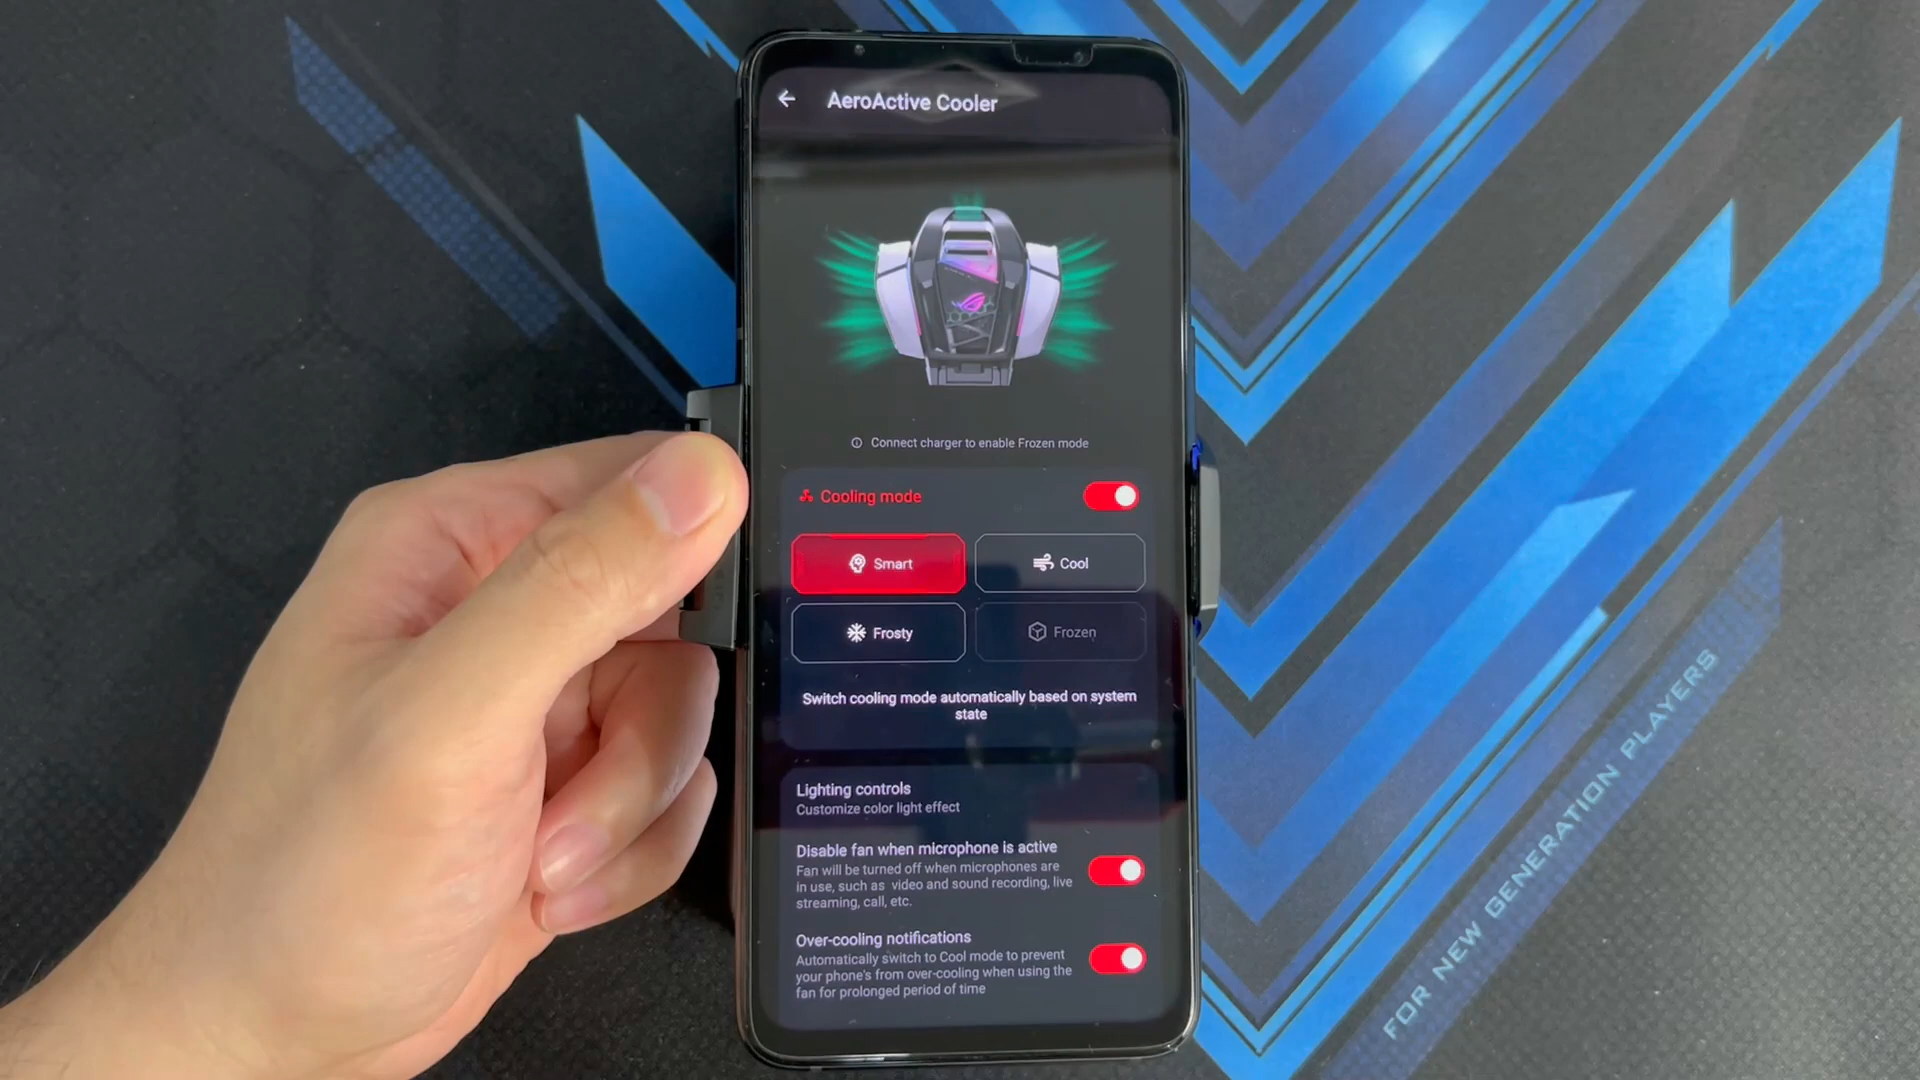 AeroActive Cooler
Connect charger to enable Frozen mode
Cooling mode
Smart
Cool
Frosty
Frozen
Switch cooling mode automatically based on system
state
Lighting controls
Customize color light effect
Disable fan when microphone is active
Fan will be turned off when microphones are
in use, such as video and sound recording, live
streaming, call, etc.
Over-cooling notifications
Automatically switch to Cool mode to prevent
your phone's from over-cooling when using the
fan for prolonged period of time
FOR NEW GENERATION PLAYERS